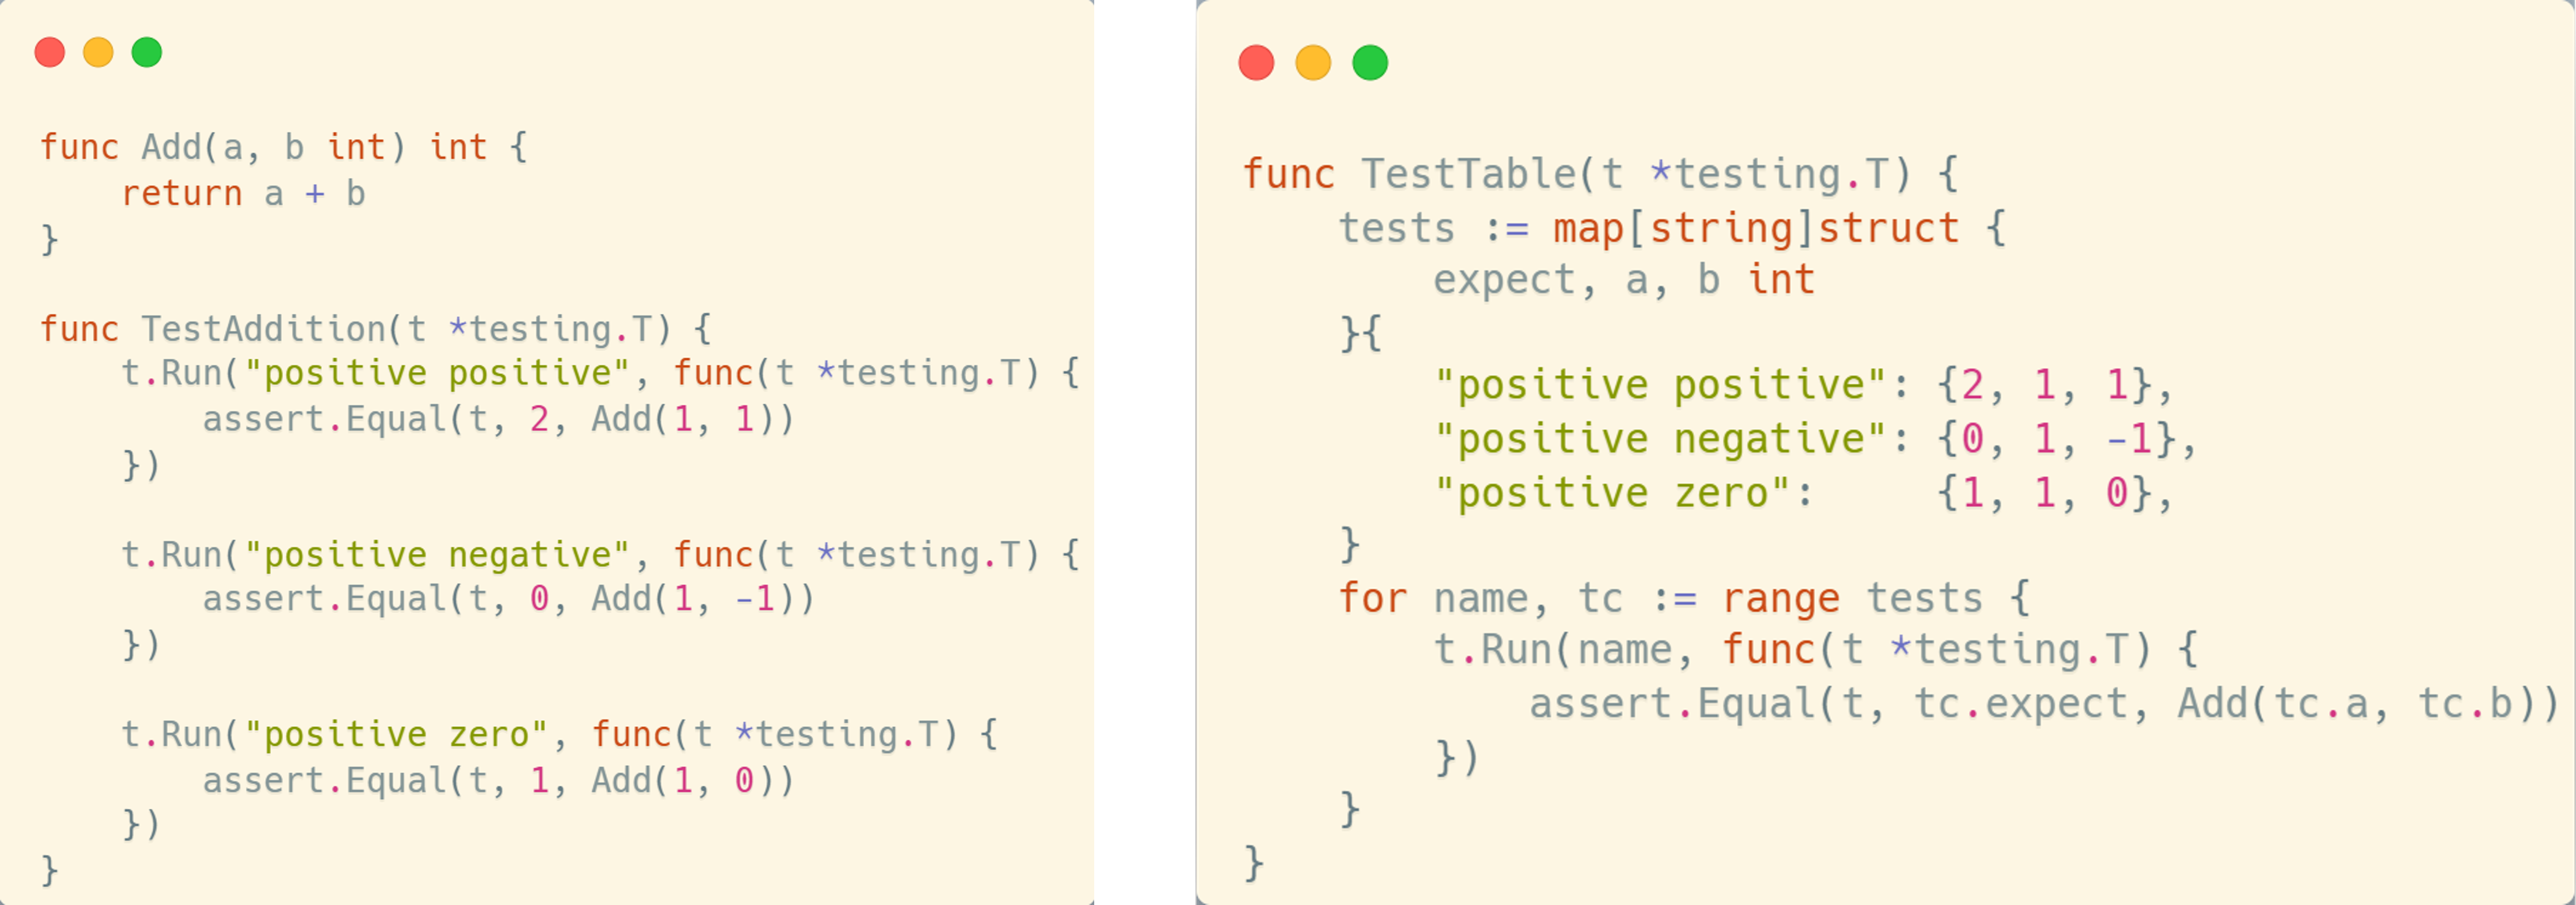 func Add(a, b int) int {
    return a + b
}

func TestAddition(t *testing.T) {
    t.Run("positive positive", func(t *testing.T) {
        assert.Equal(t, 2, Add(1, 1))
    })

    t.Run("positive negative", func(t *testing.T) {
        assert.Equal(t, 0, Add(1, -1))
    })

    t.Run("positive zero", func(t *testing.T) {
        assert.Equal(t, 1, Add(1, 0))
    })
}

func TestTable(t *testing.T) {
    tests := map[string]struct {
        expect, a, b int
    }{
        "positive positive": {2, 1, 1},
        "positive negative": {0, 1, -1},
        "positive zero":     {1, 1, 0},
    }
    for name, tc := range tests {
        t.Run(name, func(t *testing.T) {
            assert.Equal(t, tc.expect, Add(tc.a, tc.b))
        })
    }
}